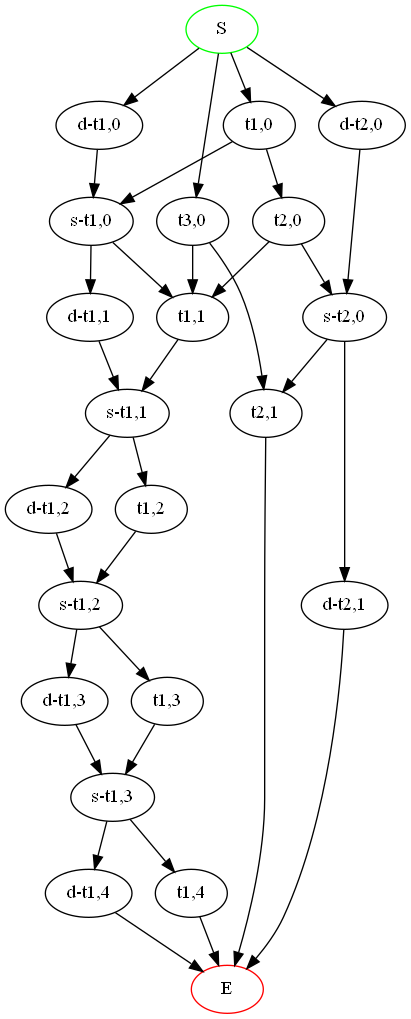 S
d-t1,0
t1,0
d-t2,0
s-t1,0
t3,0
t2,0
d-t1,1
t1,1
s-t2,0
s-t1,1
t2,1
d-t1,2
t1,2
s-t1,2
d-t2,1
d-t1,3
t1,3
s-t1,3
d-t1,4
t1,4
E